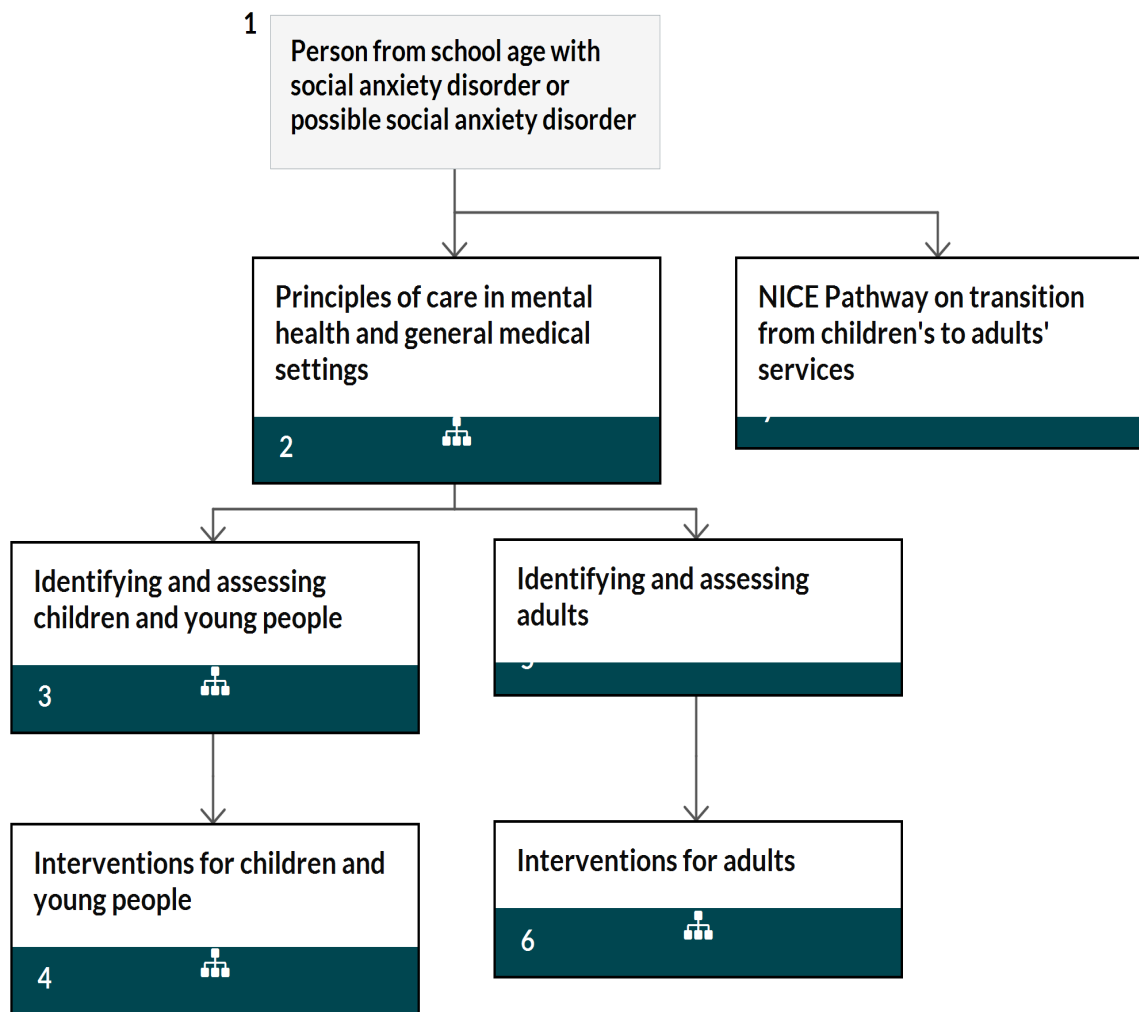 1
Person from school age with
social anxiety disorder or
possible social anxiety disorder
Principles of care in mental
health and general medical
settings
2
NICE Pathway on transition
from children's to adults'
services
Identifying and assessing
children and young people
3
Identifying and assessing
adults
Interventions for children and
young people
4
Interventions for adults
6